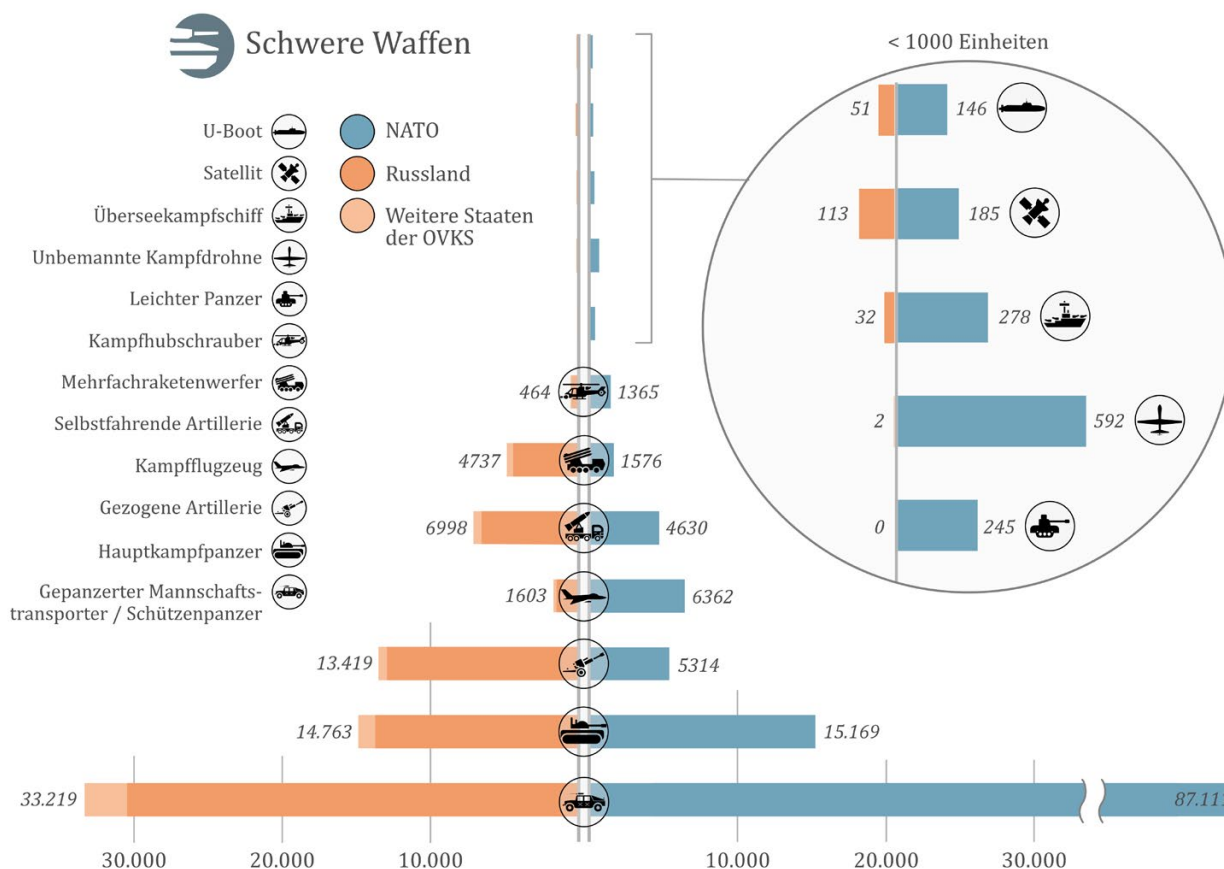 Schwere Waffen
U-Boot
Satellit
Überseekampfschiff
Unbemannte Kampfdrohne
Leichter Panzer
Kampfhubschrauber
Mehrfachraketenwerfer
Selbstfahrende Artillerie
Kampfflugzeug
Gezogene Artillerie
Hauptkampfpanzer
Gepanzerter Mannschafts-
transporter / Schützenpanzer
NATO
Russland
Weitere Staaten
der OVKS
< 1000 Einheiten
51 146
113 185
32 278
2 592
0 245
464 1365
4737 1576
6998 4630
1603 6362
13.419 5314
14.763 15.169
33.219 87.111
30.000 20.000 10.000 10.000 20.000 30.000